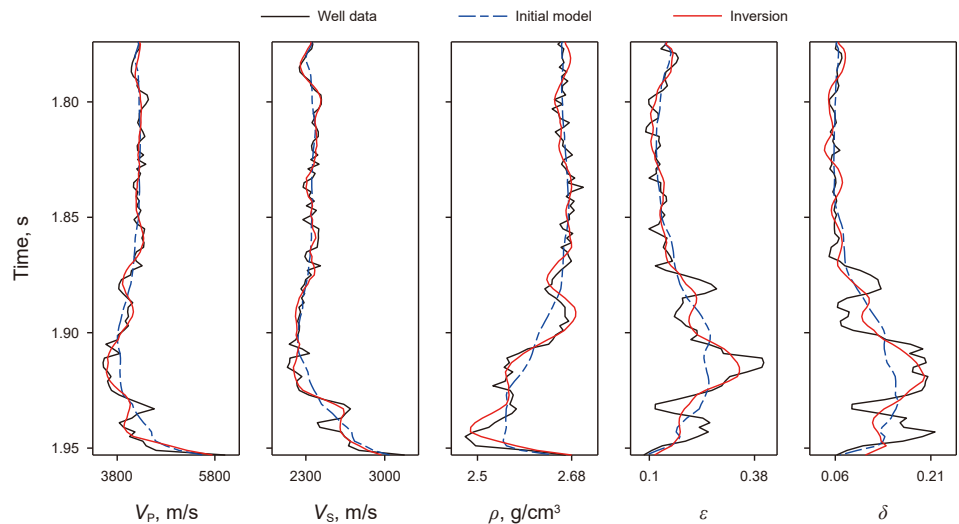 Well data Initial model Inversion
Time, s
1.80
1.85
1.90
1.95
3800 5800 2300 3000 2.5 2.68 0.1 0.38 0.06 0.21
VP, m/s VS, m/s ρ, g/cm³ ε δ